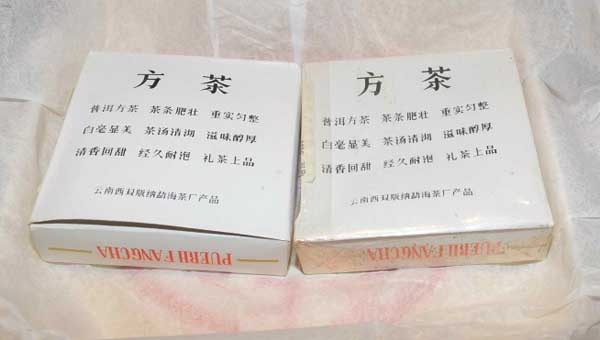 方茶
普洱方茶 茶条肥壮 重实匀整
白毫显美 茶汤清湖 滋味醇厚
清香回甜 经久耐泡 礼茶上品
云南西双版纳勐海茶厂产品
PUERH FANGCHA
方茶
普洱方茶 茶条肥壮 重实匀整
白毫显美 茶汤清湖 滋味醇厚
清香回甜 经久耐泡 礼茶上品
云南西双版纳勐海茶厂产品
PUERH FANGCHA